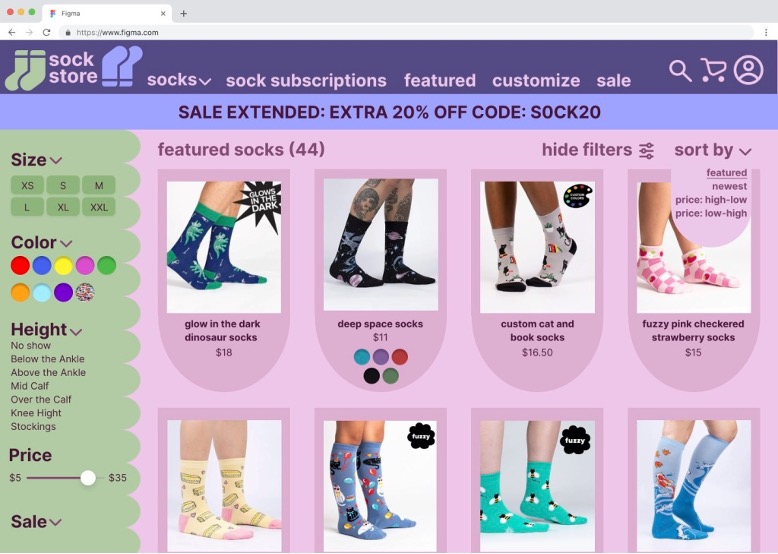 Figma
https://www.figma.com
sock
store
socks
sock subscriptions
featured
customize
sale
SALE EXTENDED: EXTRA 20% OFF CODE: S0CK20
Size
XS S M
L XL XXL
Color
Height
No show
Below the Ankle
Above the Ankle
Mid Calf
Over the Calf
Knee Hight
Stockings
Price
$5 $35
Sale
featured socks (44)
hide filters
sort by
featured
newest
price: high-low
price: low-high
GLOWS
IN THE
DARK
glow in the dark
dinosaur socks
$18
deep space socks
$11
CUSTOM
COLORS
custom cat and
book socks
$16.50
fuzzy pink checkered
strawberry socks
$15
fuzzy
fuzzy